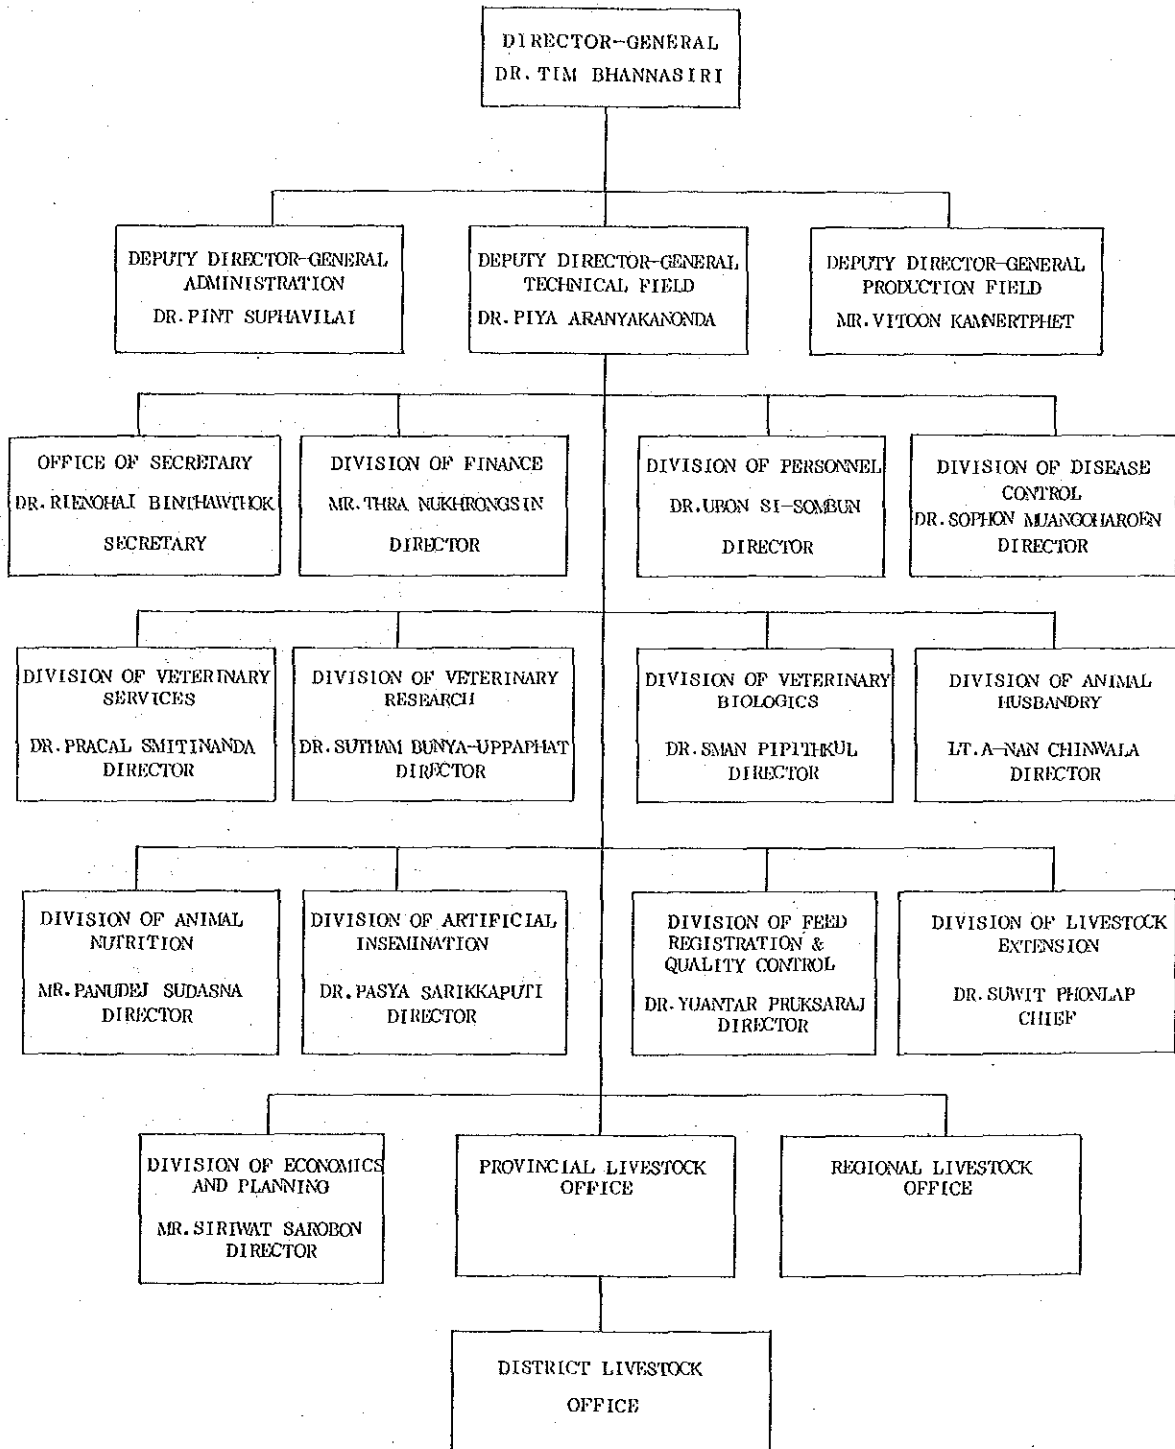 DIRECTOR-GENERAL
DR. TIM BHANNASIRI
DEPUTY DIRECTOR-GENERAL
ADMINISTRATION
DR. PINT SUPHAVILAI
DEPUTY DIRECTOR-GENERAL
TECHNICAL FIELD
DR. PIYA ARANYAKANONDA
DEPUTY DIRECTOR-GENERAL
PRODUCTION FIELD
MR. VITOON KAMNERTPHET
OFFICE OF SECRETARY
DR. RIENOHAI BINTHAWTHOK
SECRETARY
DIVISION OF FINANCE
MR. THRA NUKHRONGSIN
DIRECTOR
DIVISION OF PERSONNEL
DR. UBON SI-SOMBUN
DIRECTOR
DIVISION OF DISEASE
CONTROL
DR. SOPHON MUANGOHAROEN
DIRECTOR
DIVISION OF VETERINARY
SERVICES
DR. PRACAL SMITINANDA
DIRECTOR
DIVISION OF VETERINARY
RESEARCH
DR. SUTHAM BUNYA-UPPAPHAT
DIRECTOR
DIVISION OF VETERINARY
BIOLOGICS
DR. SMAN PIPITHKUL
DIRECTOR
DIVISION OF ANIMAL
HUSBANDRY
LT. A-NAN CHINWALA
DIRECTOR
DIVISION OF ANIMAL
NUTRITION
MR. PANUDEJ SUDASNA
DIRECTOR
DIVISION OF ARTIFICIAL
INSEMINATION
DR. PASYA SARIKKAPUTI
DIRECTOR
DIVISION OF FEED
REGISTRATION &
QUALITY CONTROL
DR. YUANTAR PRUKSARAJ
DIRECTOR
DIVISION OF LIVESTOCK
EXTENSION
DR. SUWIT PHONLAP
CHIEF
DIVISION OF ECONOMICS
AND PLANNING
MR. SIRIWAT SAROBON
DIRECTOR
PROVINCIAL LIVESTOCK
OFFICE
REGIONAL LIVESTOCK
OFFICE
DISTRICT LIVESTOCK
OFFICE